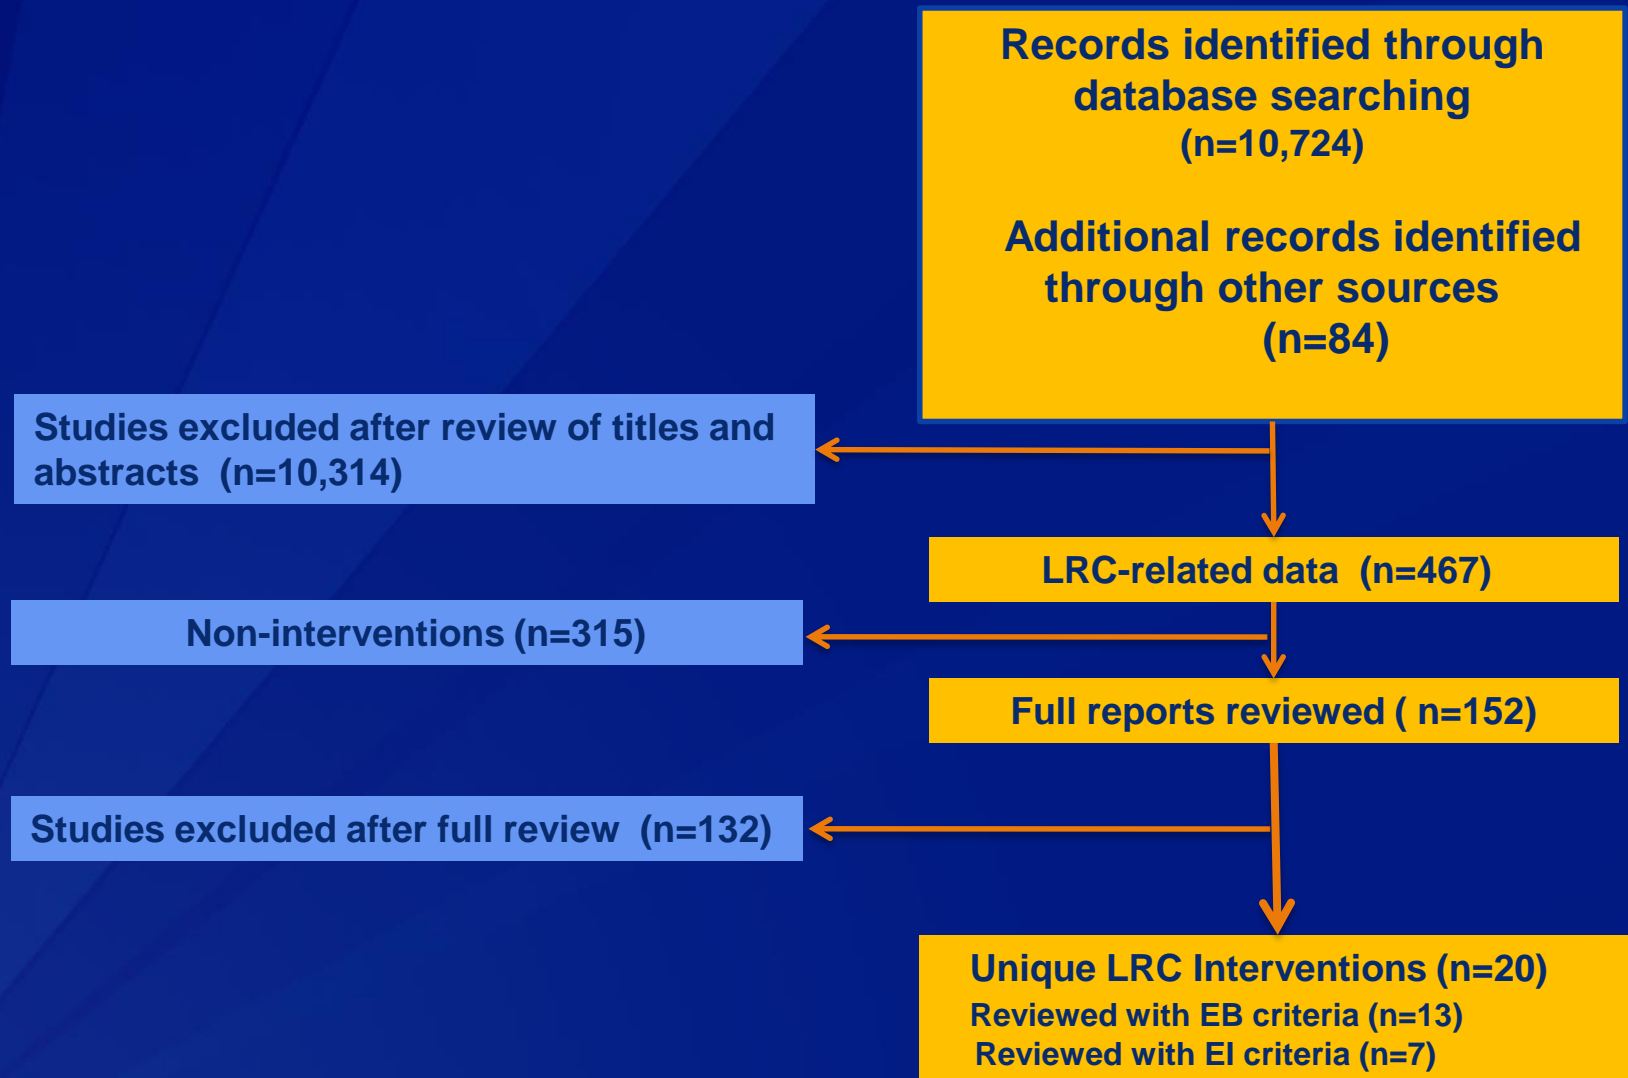 Records identified through
database searching
(n=10,724)
Additional records identified
through other sources
(n=84)
Studies excluded after review of titles and
abstracts  (n=10,314)
LRC-related data  (n=467)
Non-interventions (n=315)
Full reports reviewed ( n=152)
Studies excluded after full review  (n=132)
Unique LRC Interventions (n=20)
Reviewed with EB criteria (n=13)
Reviewed with EI criteria (n=7)